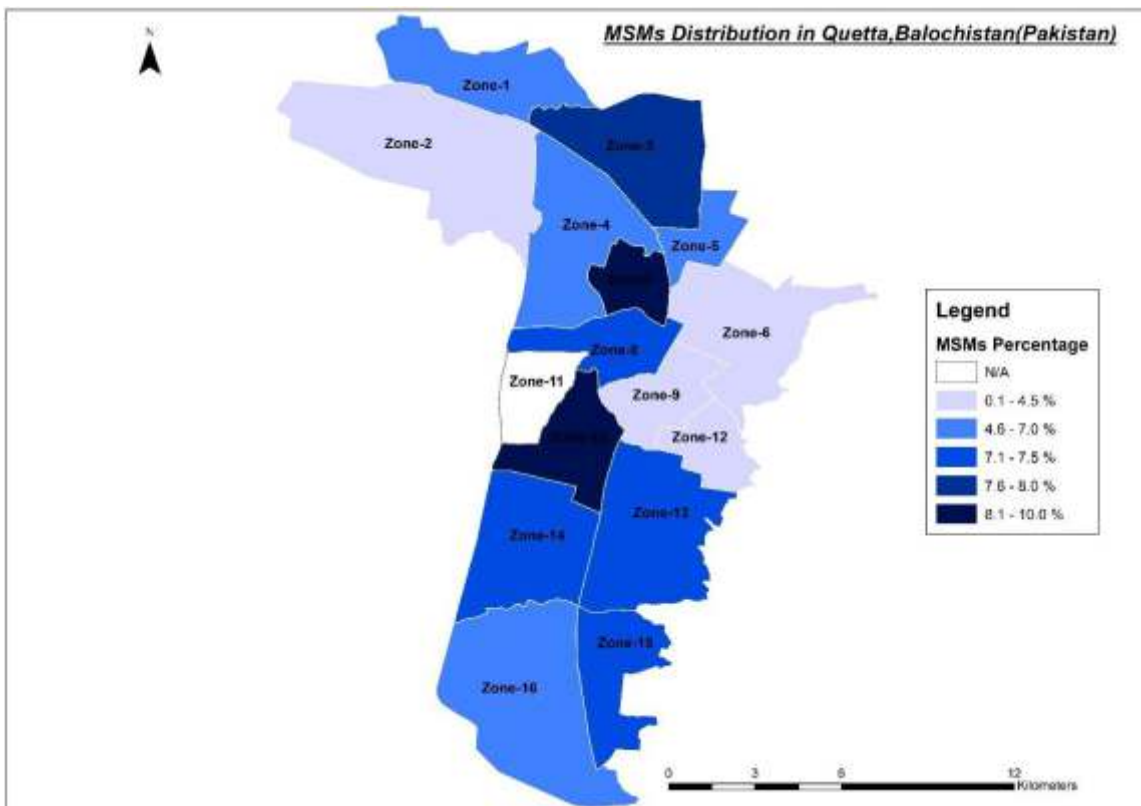 MSMs Distribution in Quetta,Balochistan(Pakistan)
N
Zone-1
Zone-2
Zone-3
Zone-4
Zone-5
Zone-6
Zone-8
Zone-11
Zone-9
Zone-12
Zone-13
Zone-14
Zone-15
Zone-16
Legend
MSMs Percentage
N/A
0.1 - 4.5 %
4.6 - 7.0 %
7.1 - 7.5 %
7.6 - 8.0 %
8.1 - 10.0 %
0 3 6 12
Kilometers